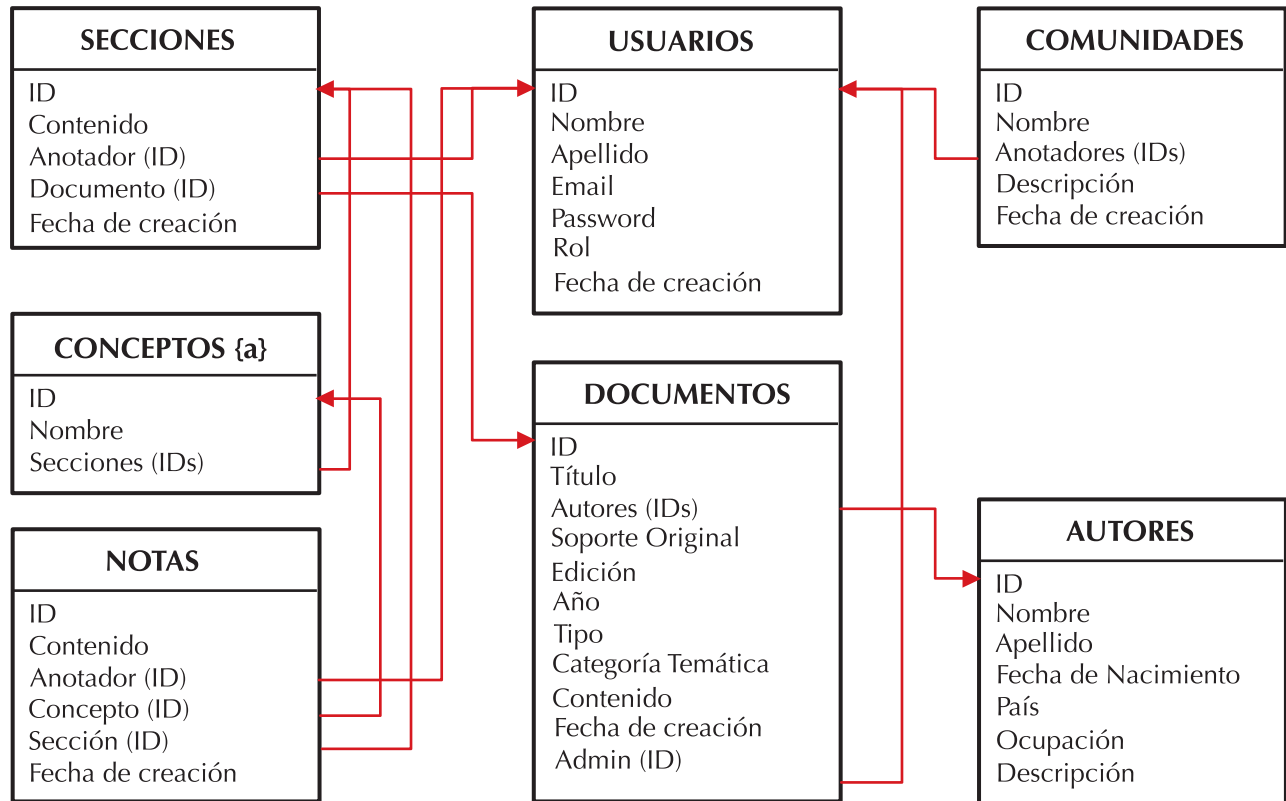 SECCIONES
ID
Contenido
Anotador (ID)
Documento (ID)
Fecha de creación
USUARIOS
ID
Nombre
Apellido
Email
Password
Rol
Fecha de creación
COMUNIDADES
ID
Nombre
Anotadores (IDs)
Descripción
Fecha de creación
CONCEPTOS {a}
ID
Nombre
Secciones (IDs)
DOCUMENTOS
ID
Título
Autores (IDs)
Soporte Original
Edición
Año
Tipo
Categoría Temática
Contenido
Fecha de creación
Admin (ID)
NOTAS
ID
Contenido
Anotador (ID)
Concepto (ID)
Sección (ID)
Fecha de creación
AUTORES
ID
Nombre
Apellido
Fecha de Nacimiento
País
Ocupación
Descripción